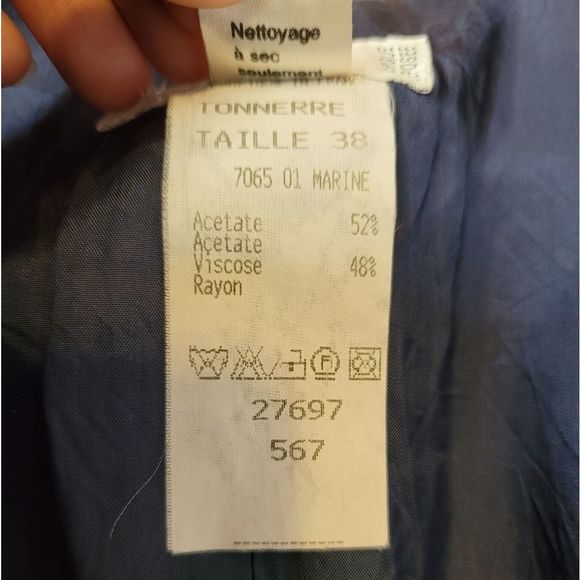 Nettoyage
à sec
seulement
TONNERRE
TAILLE 38
7065 01 MARINE
Acetate 52%
Acetate
Viscose 48%
Rayon
F
27697
567